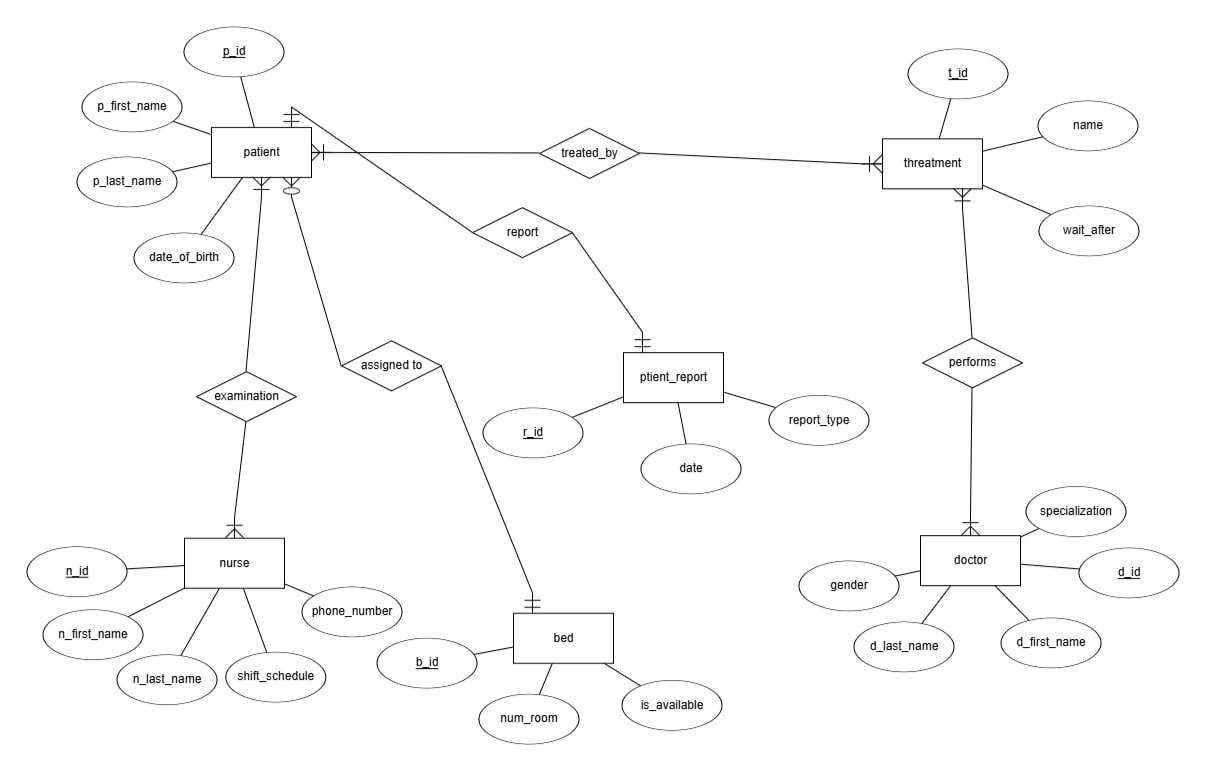 p_id
t_id
p_first_name
name
patient
treated_by
threatment
p_last_name
report
wait_after
date_of_birth
assigned to
performs
ptient_report
examination
report_type
r_id
date
specialization
nurse
doctor
n_id
d_id
gender
phone_number
n_first_name
bed
d_last_name
d_first_name
b_id
n_last_name
shift_schedule
is_available
num_room